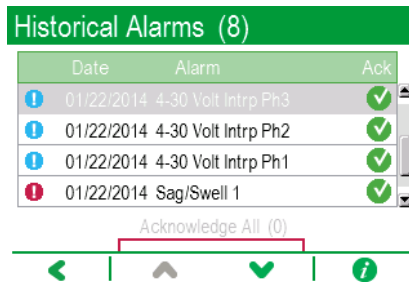 Historical Alarms (8)
Date Alarm Ack
01/22/2014 4-30 Volt Intrp Ph3
01/22/2014 4-30 Volt Intrp Ph2
01/22/2014 4-30 Volt Intrp Ph1
01/22/2014 Sag/Swell 1
Acknowledge All (0)